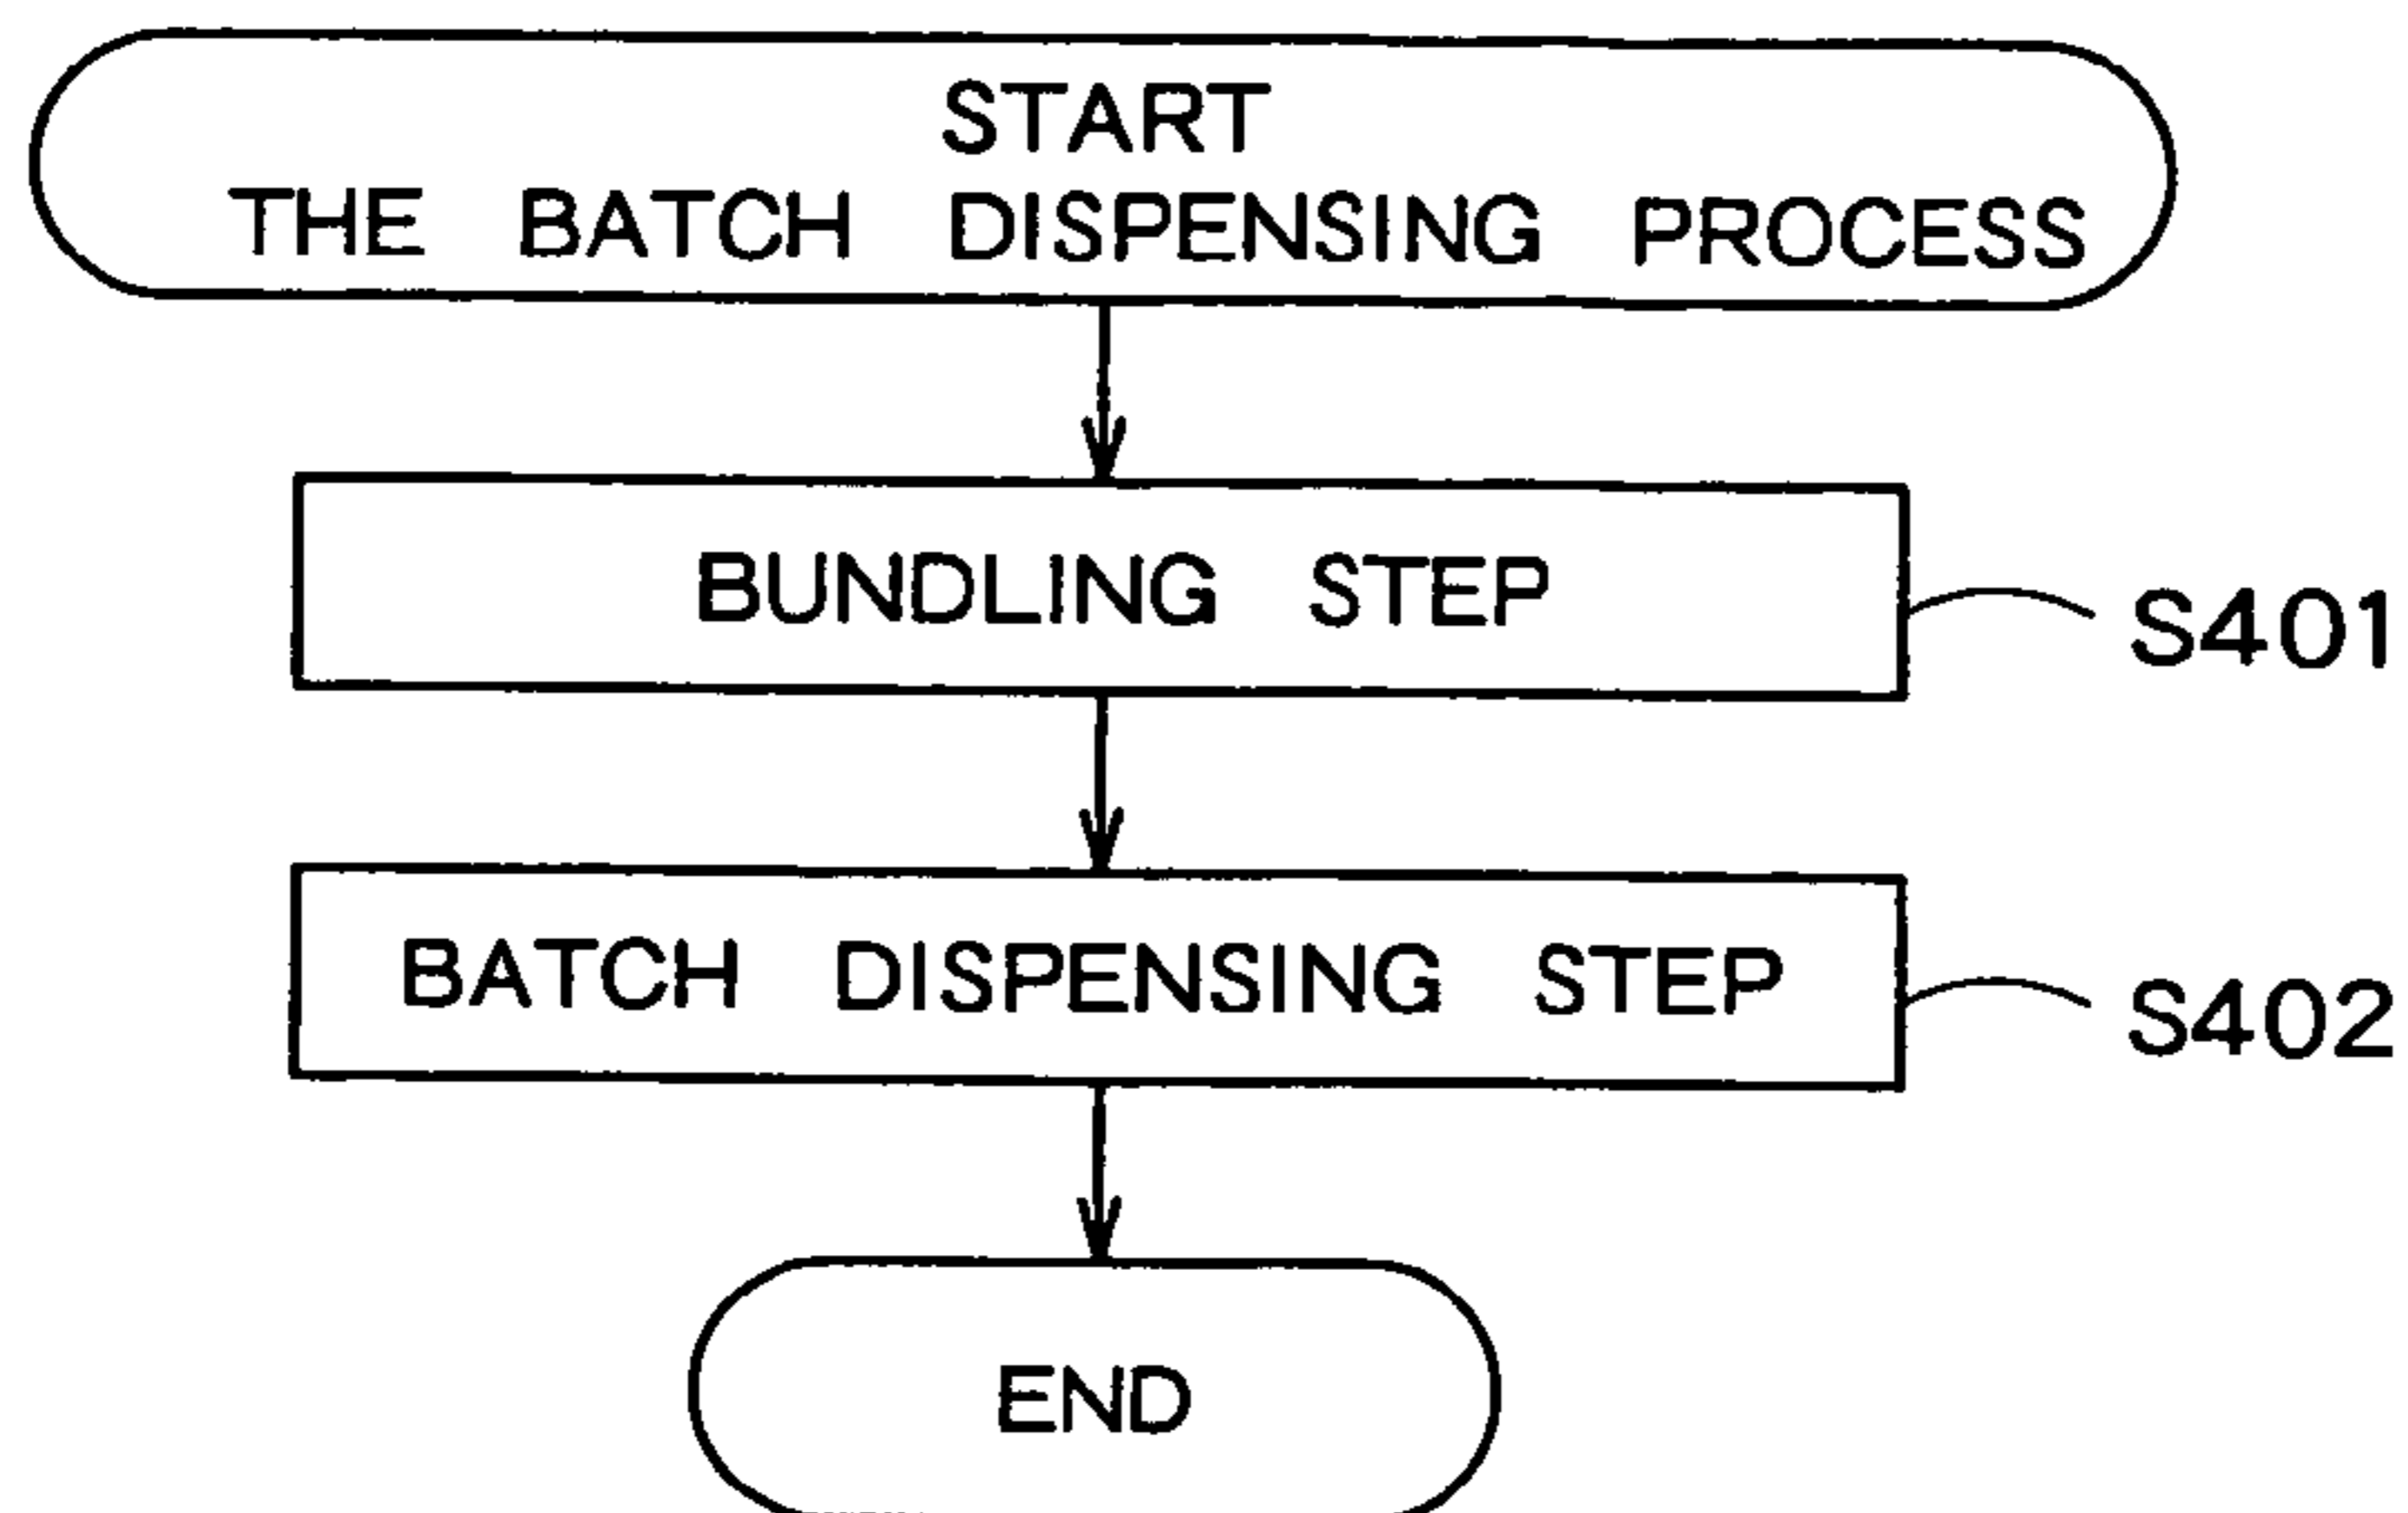 START
THE BATCH DISPENSING PROCESS
BUNDLING STEP
S401
BATCH DISPENSING STEP
S402
END